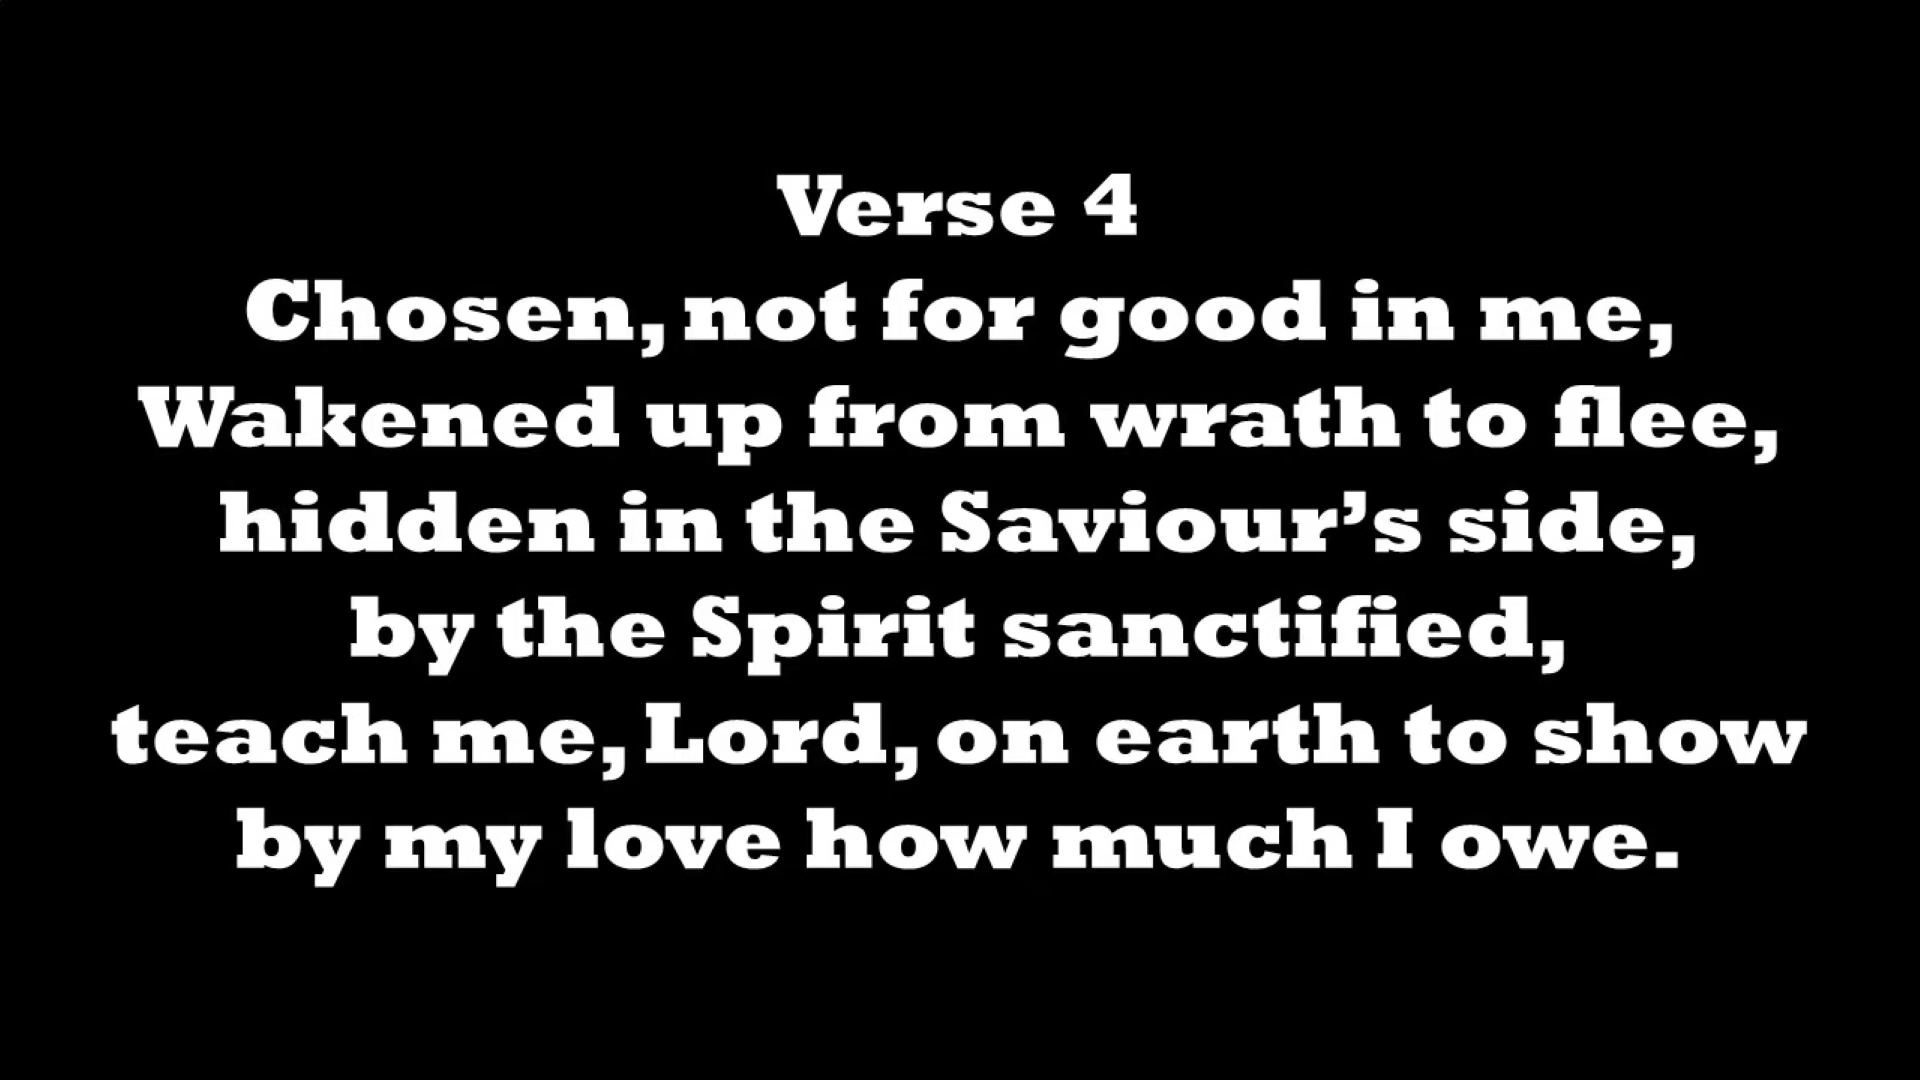 Verse 4
Chosen, not for good in me,
Wakened up from wrath to flee,
hidden in the Saviour’s side,
by the Spirit sanctified,
teach me, Lord, on earth to show
by my love how much I owe.